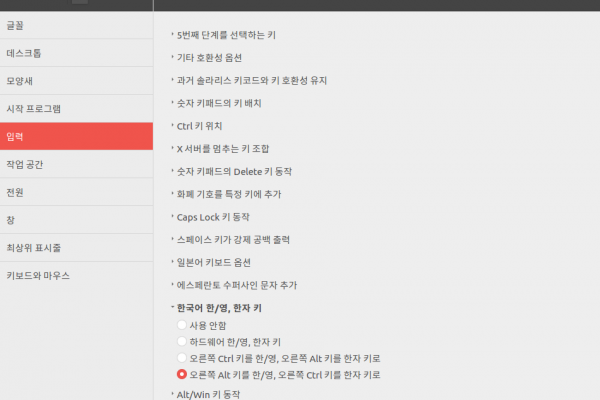 글꼴
데스크톱
모양새
시작 프로그램
입력
작업 공간
전원
창
최상위 표시줄
키보드와 마우스
5번째 단계를 선택하는 키
기타 호환성 옵션
과거 솔라리스 키코드와 키 호환성 유지
숫자 키패드의 키 배치
Ctrl 키 위치
X 서버를 멈추는 키 조합
숫자 키패드의 Delete 키 동작
화폐 기호를 특정 키에 추가
Caps Lock 키 동작
스페이스 키가 강제 공백 출력
일본어 키보드 옵션
에스페란토 수퍼사인 문자 추가
한국어 한/영, 한자 키
사용 안함
하드웨어 한/영, 한자 키
오른쪽 Ctrl 키를 한/영, 오른쪽 Alt 키를 한자 키로
오른쪽 Alt 키를 한/영, 오른쪽 Ctrl 키를 한자 키로
Alt/Win 키 동작